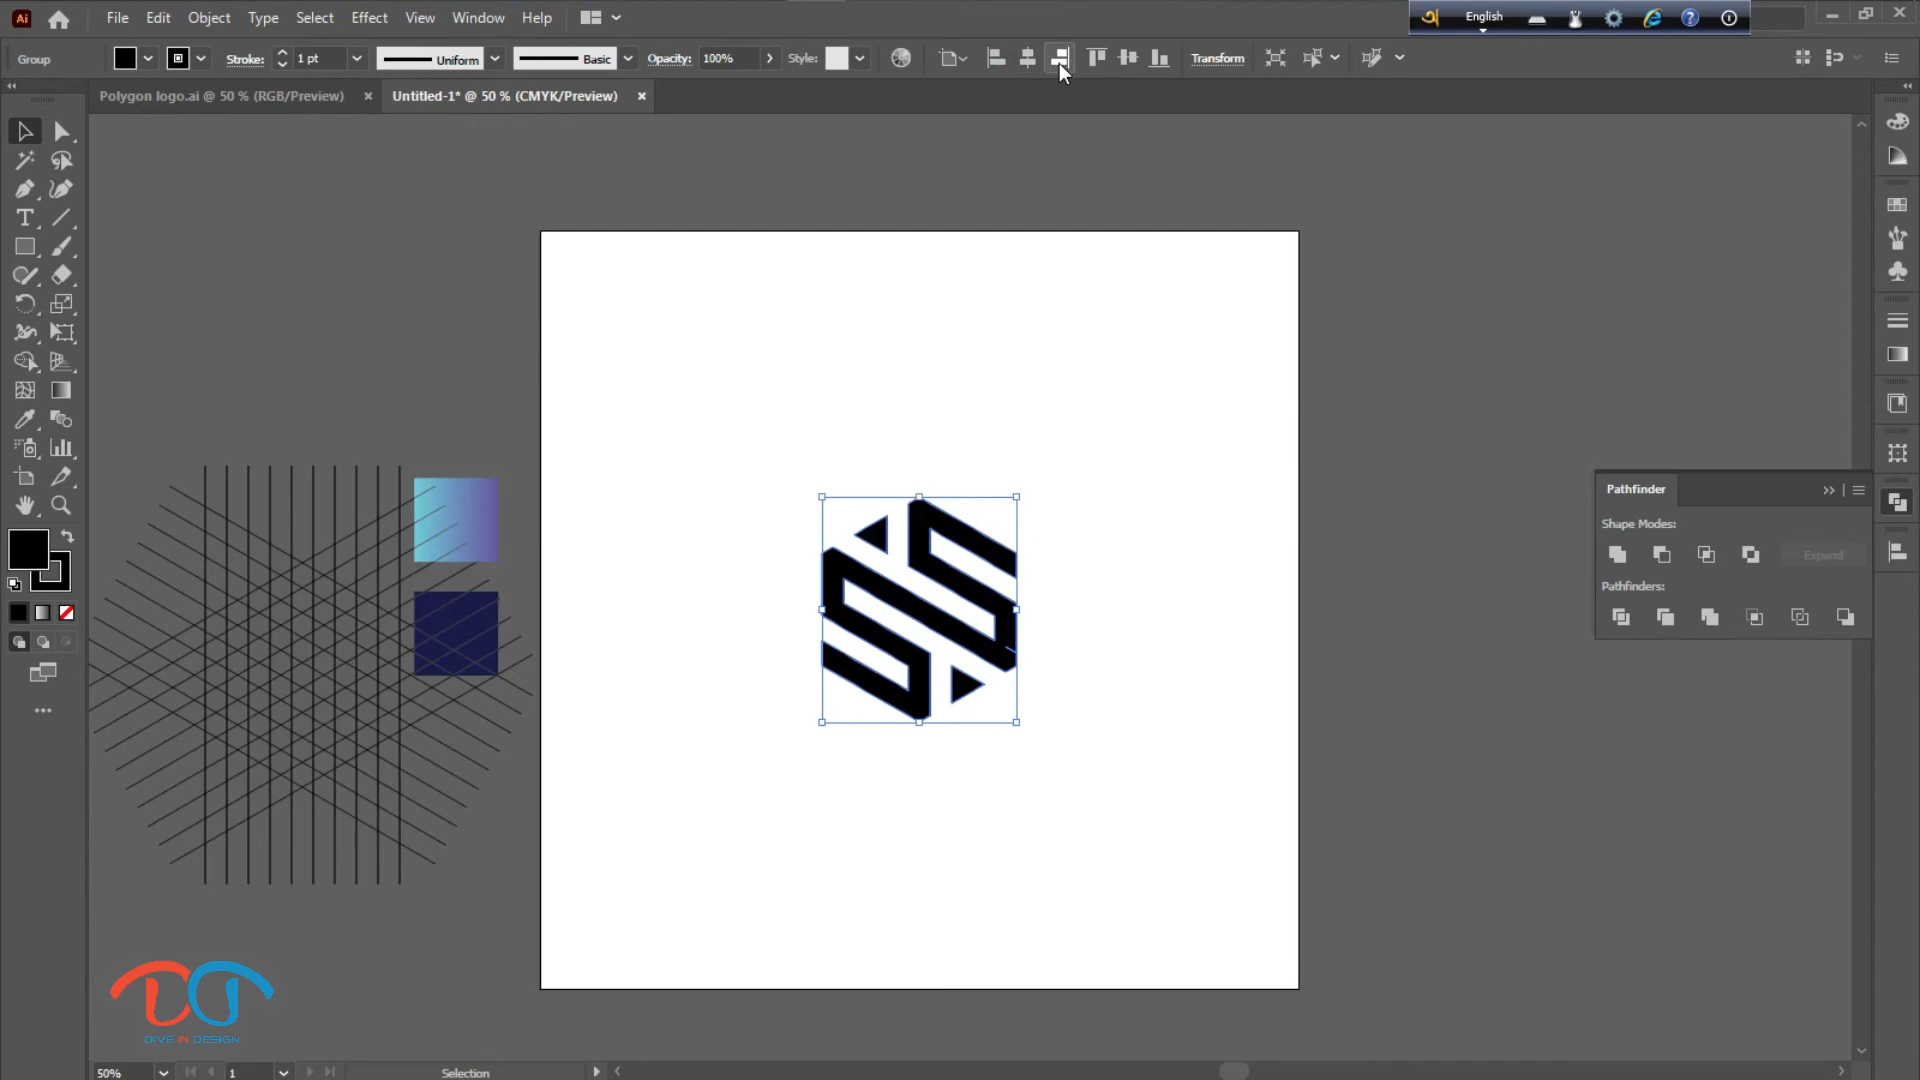 Ai File Edit Object Type Select Effect View Window Help
English
Group Stroke: 1 pt Uniform Basic Opacity: 100% Style: Transform
Polygon logo.ai @ 50 % (RGB/Preview) × Untitled-1* @ 50 % (CMYK/Preview) ×
Pathfinder
Shape Modes:
Expand
Pathfinders:
DIVE IN DESIGN
50% 1 Selection